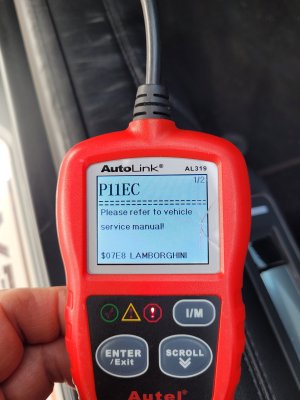 AutoLink®
AL319
P11EC 1/2
Please refer to vehicle
service manual!
$07E8 LAMBORGHINI
I/M
ENTER
/Exit
SCROLL
Autel